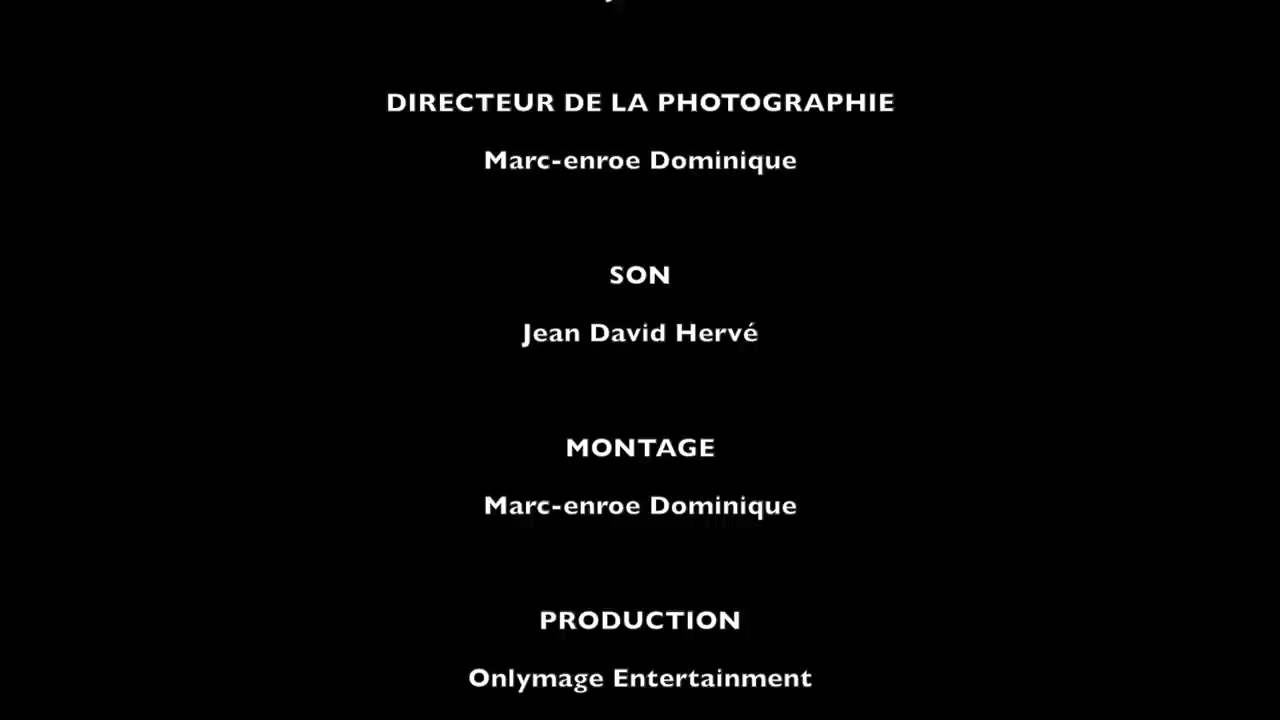 DIRECTEUR DE LA PHOTOGRAPHIE
Marc-enroe Dominique
SON
Jean David Hervé
MONTAGE
Marc-enroe Dominique
PRODUCTION
Onlymage Entertainment